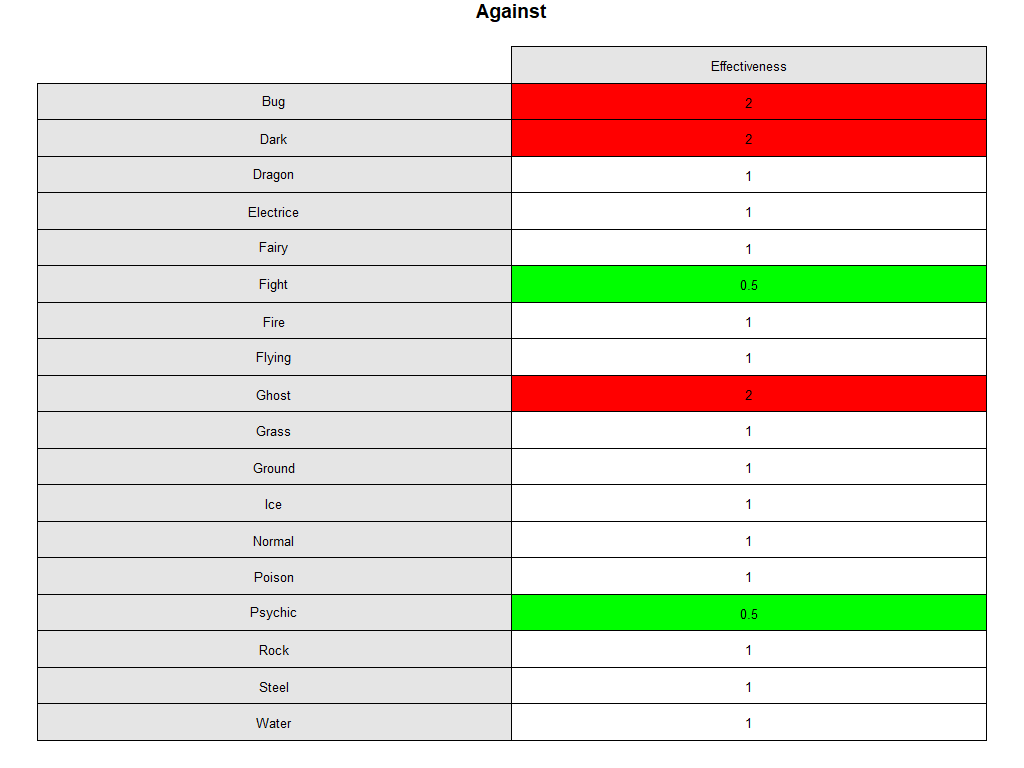 Against
Effectiveness
Bug 2
Dark 2
Dragon 1
Electrice 1
Fairy 1
Fight 0.5
Fire 1
Flying 1
Ghost 2
Grass 1
Ground 1
Ice 1
Normal 1
Poison 1
Psychic 0.5
Rock 1
Steel 1
Water 1